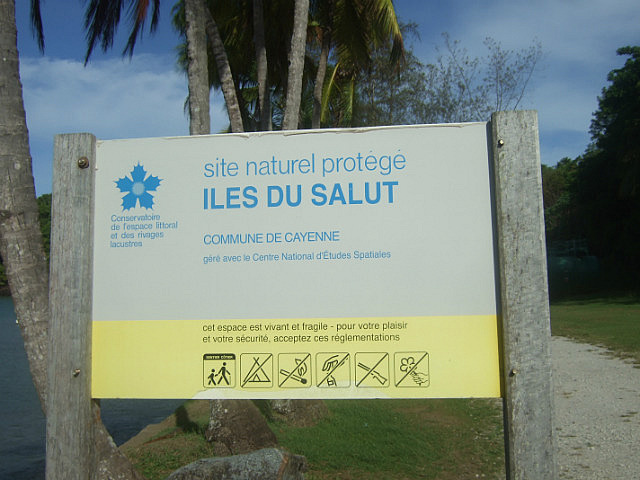 site naturel protégé
ILES DU SALUT
Conservatoire
de l'espace littoral
et des rivages
lacustres
COMMUNE DE CAYENNE
géré avec le Centre National d'Études Spatiales
cet espace est vivant et fragile - pour votre plaisir
et votre sécurité, acceptez ces réglementations
SENTIER CÔTIER